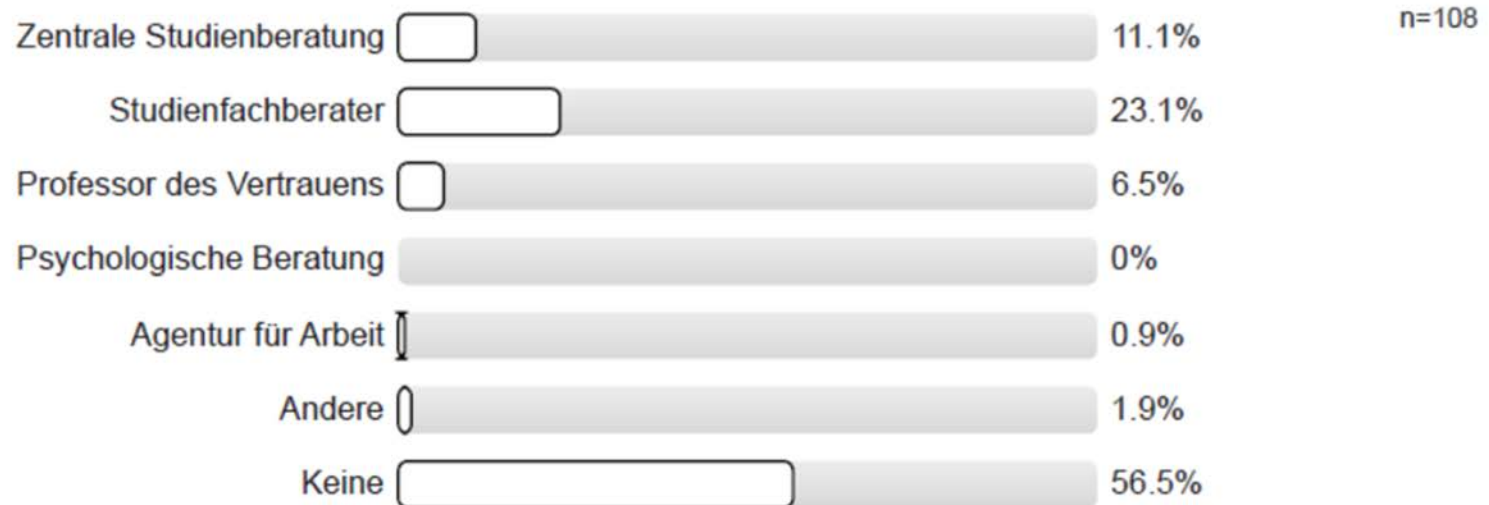 n=108
Zentrale Studienberatung 11.1%
Studienfachberater 23.1%
Professor des Vertrauens 6.5%
Psychologische Beratung 0%
Agentur für Arbeit 0.9%
Andere 1.9%
Keine 56.5%